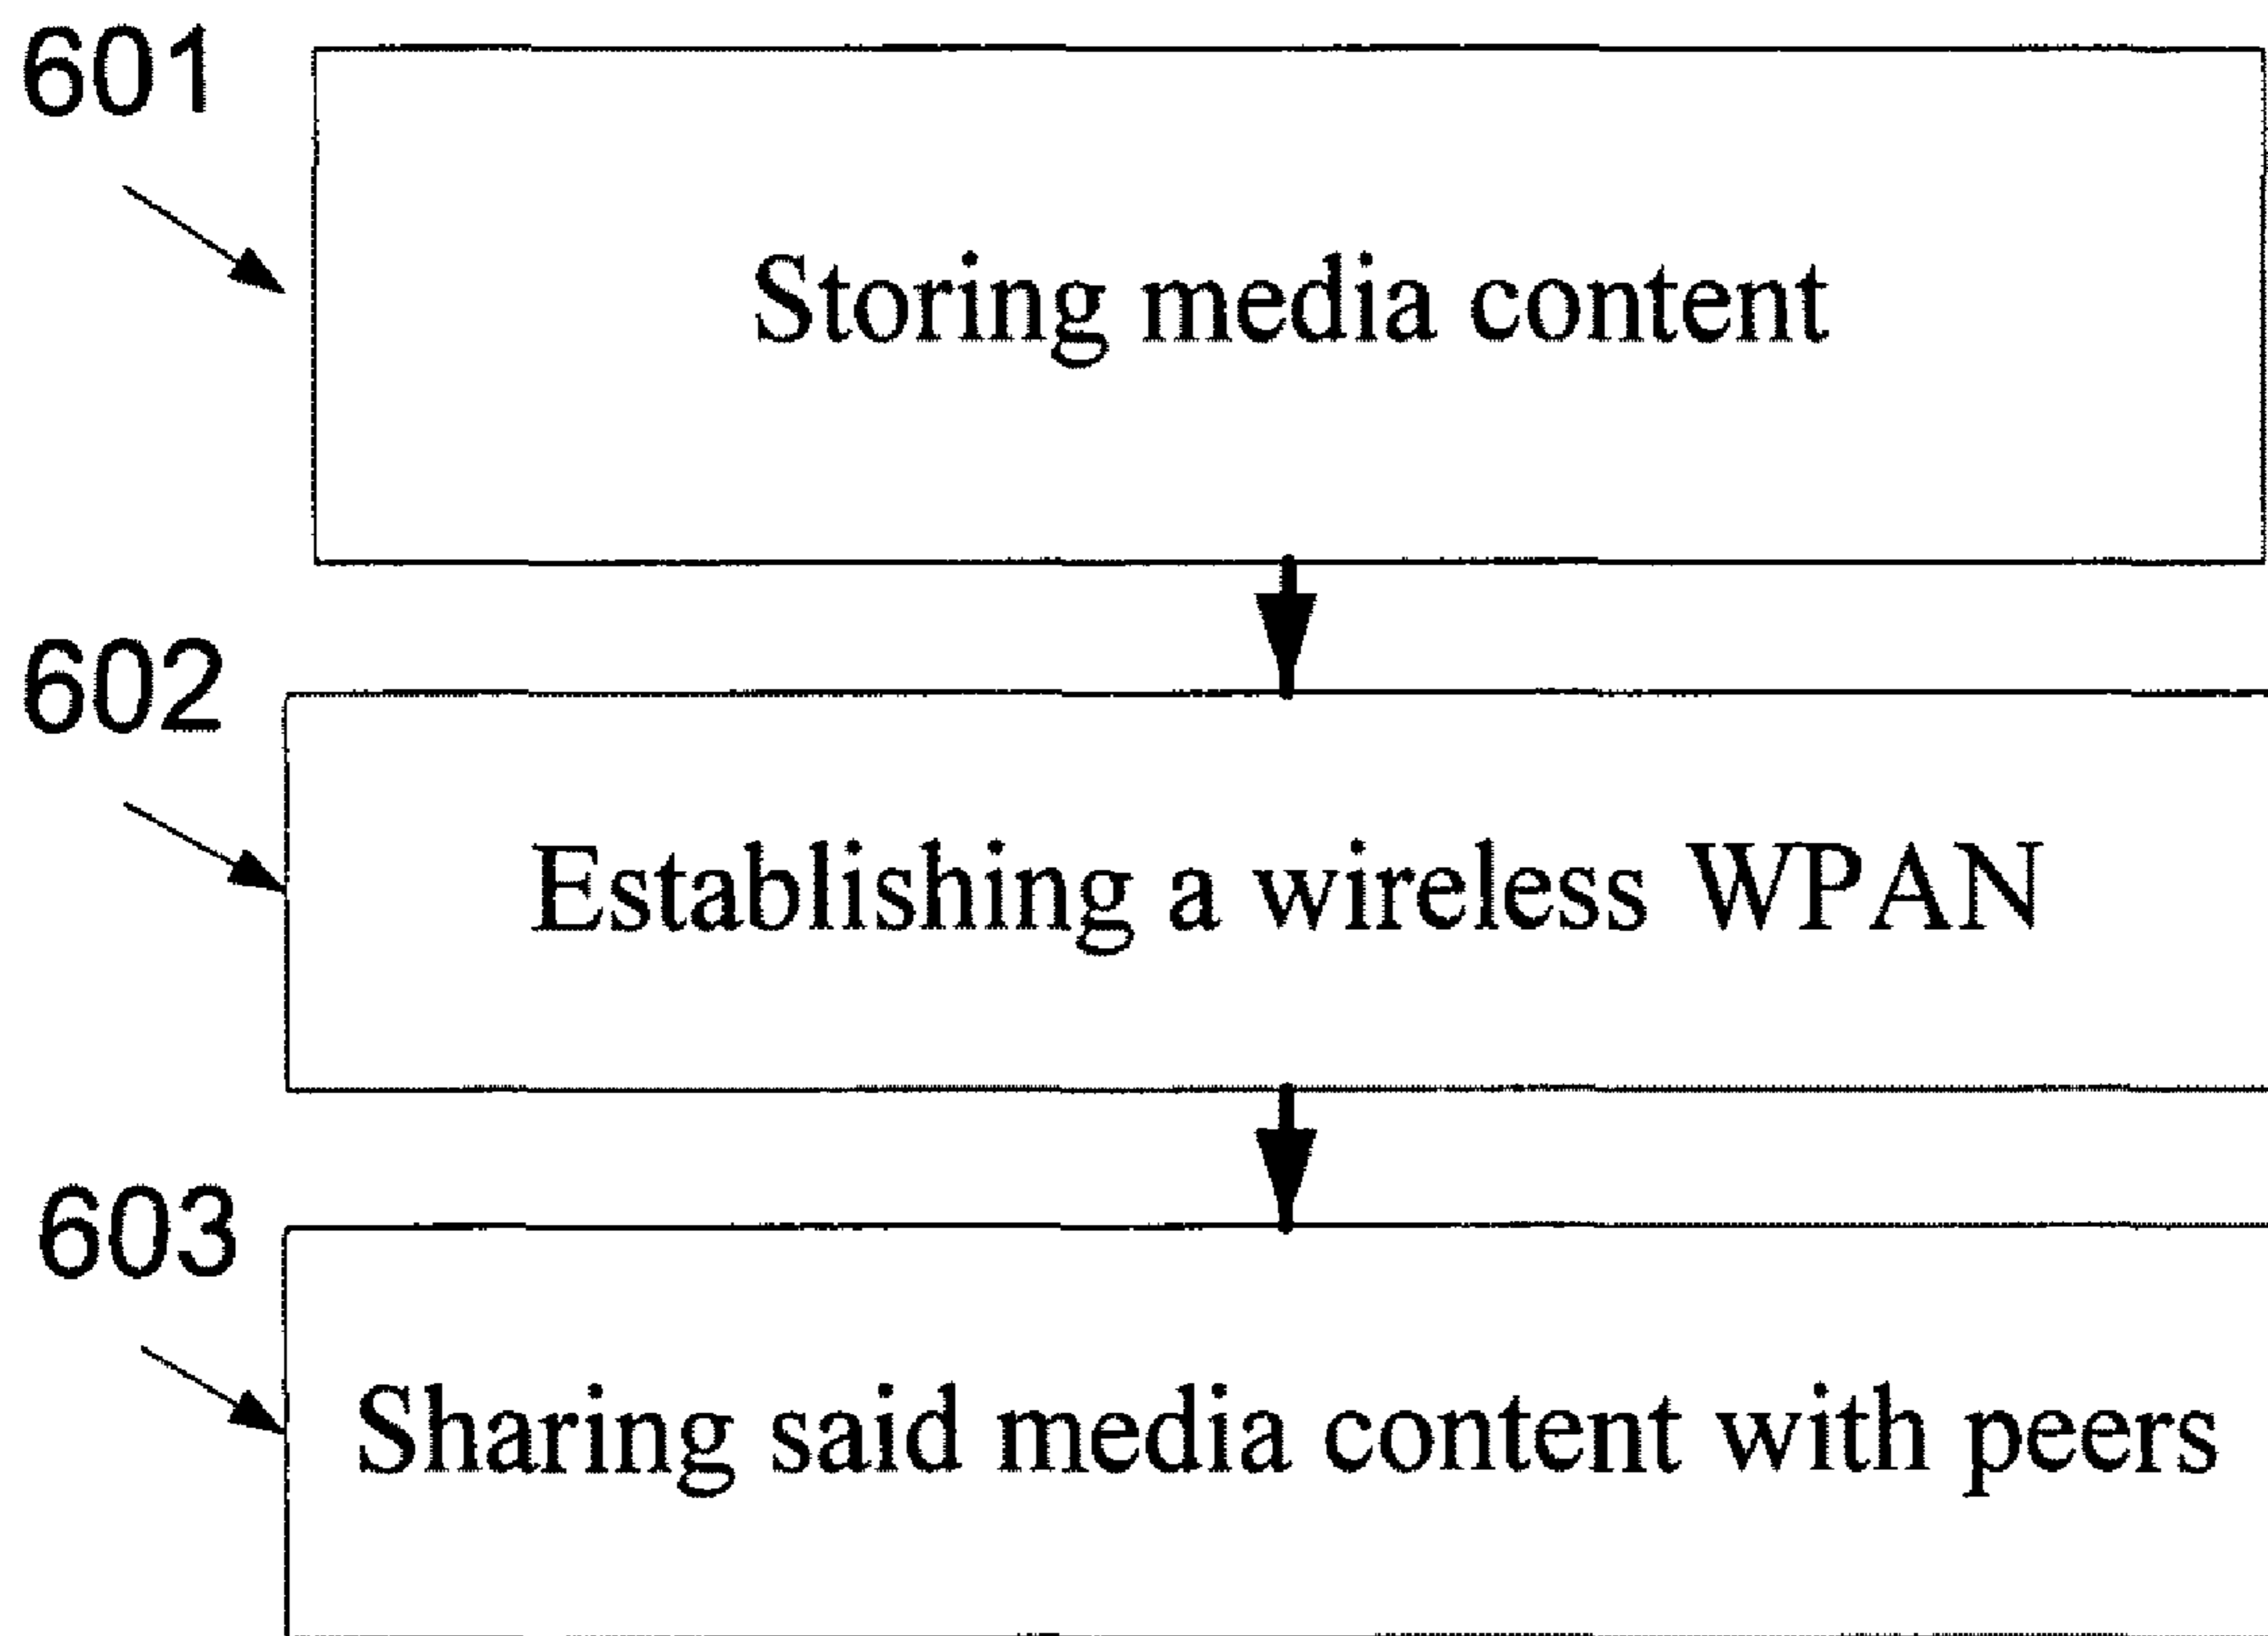 601
Storing media content
602
Establishing a wireless WPAN
603
Sharing said media content with peers